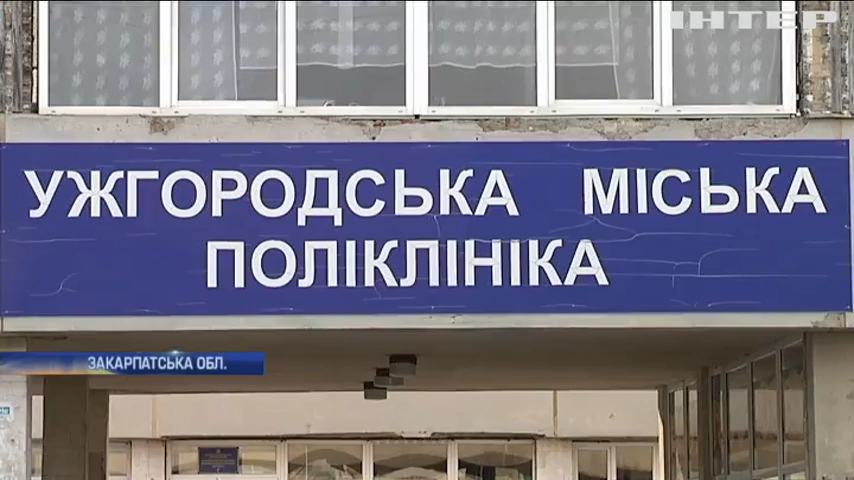 ІНТЕР
УЖГОРОДСЬКА МІСЬКА
ПОЛІКЛІНІКА
ЗАКАРПАТСЬКА ОБЛ.